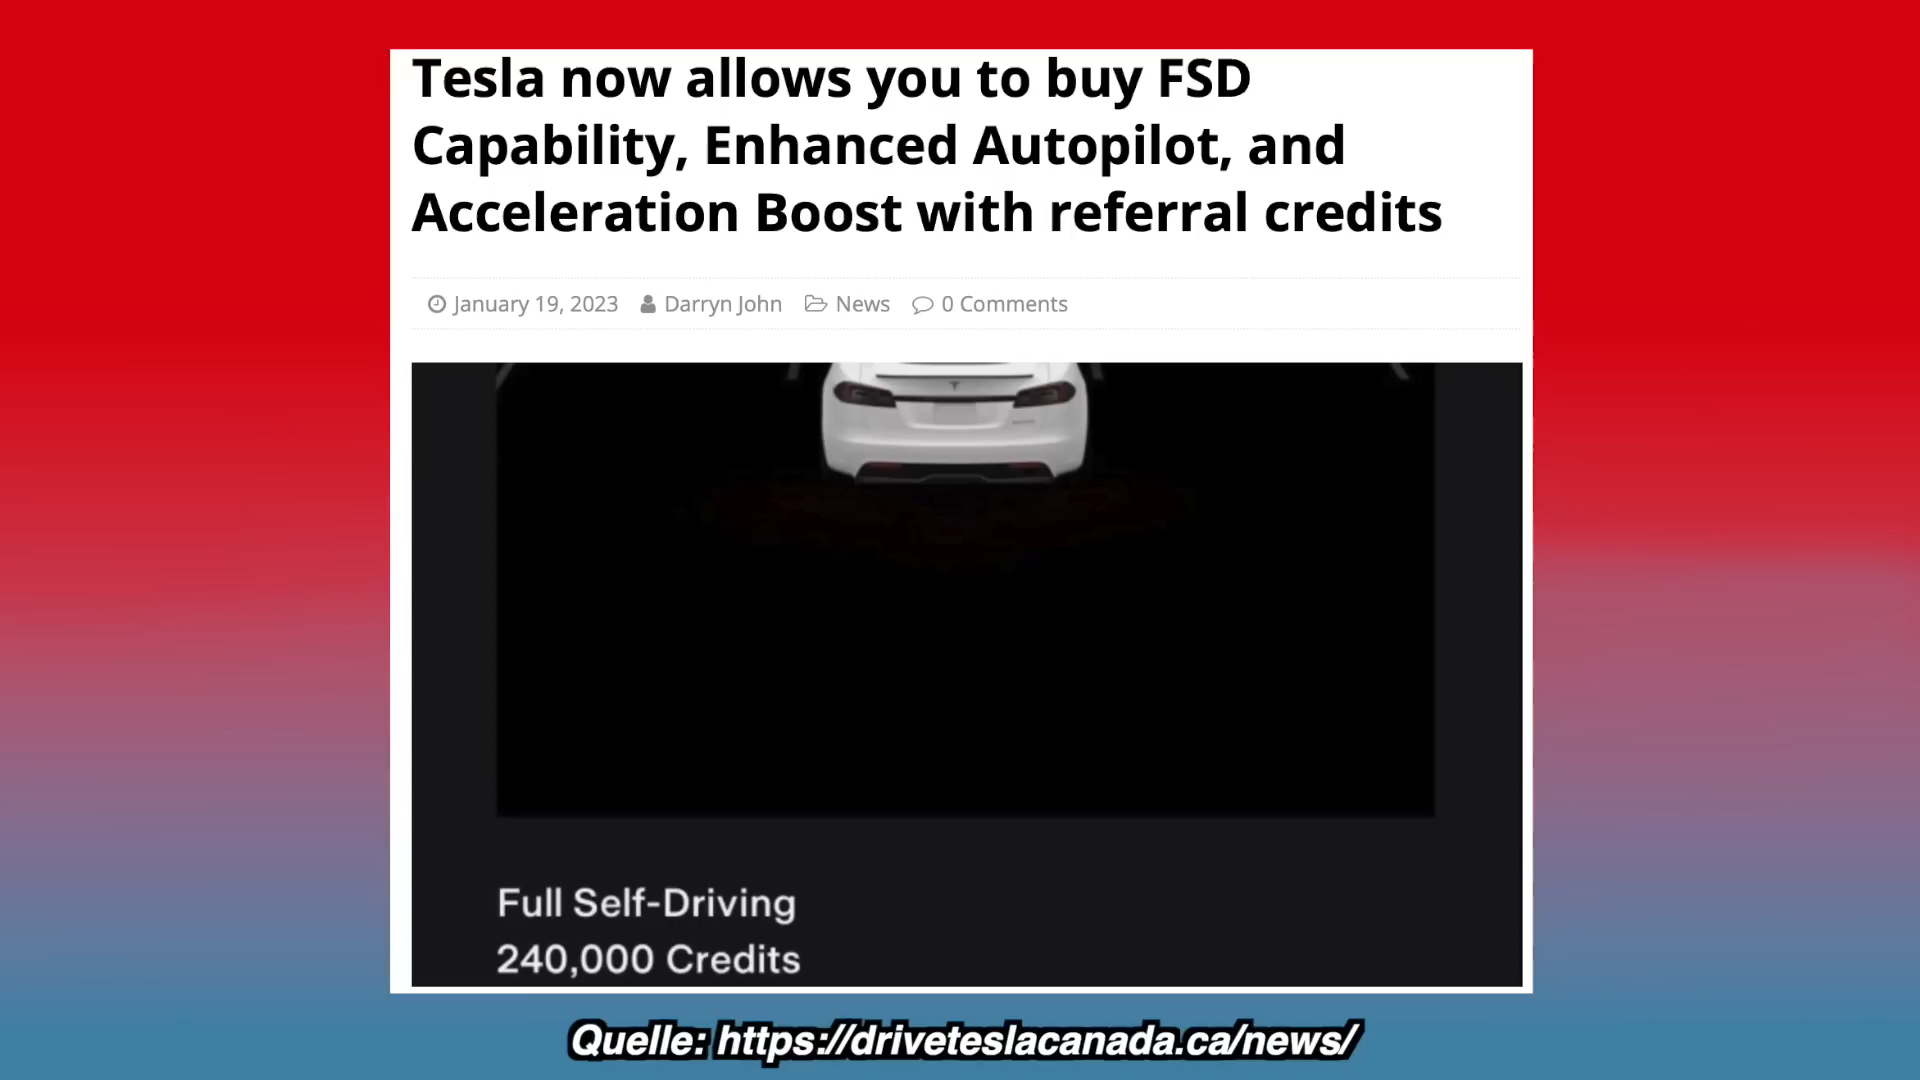 Tesla now allows you to buy FSD
Capability, Enhanced Autopilot, and
Acceleration Boost with referral credits
January 19, 2023 Darryn John News 0 Comments
Full Self-Driving
240,000 Credits
Quelle: https://driveteslacanada.ca/news/